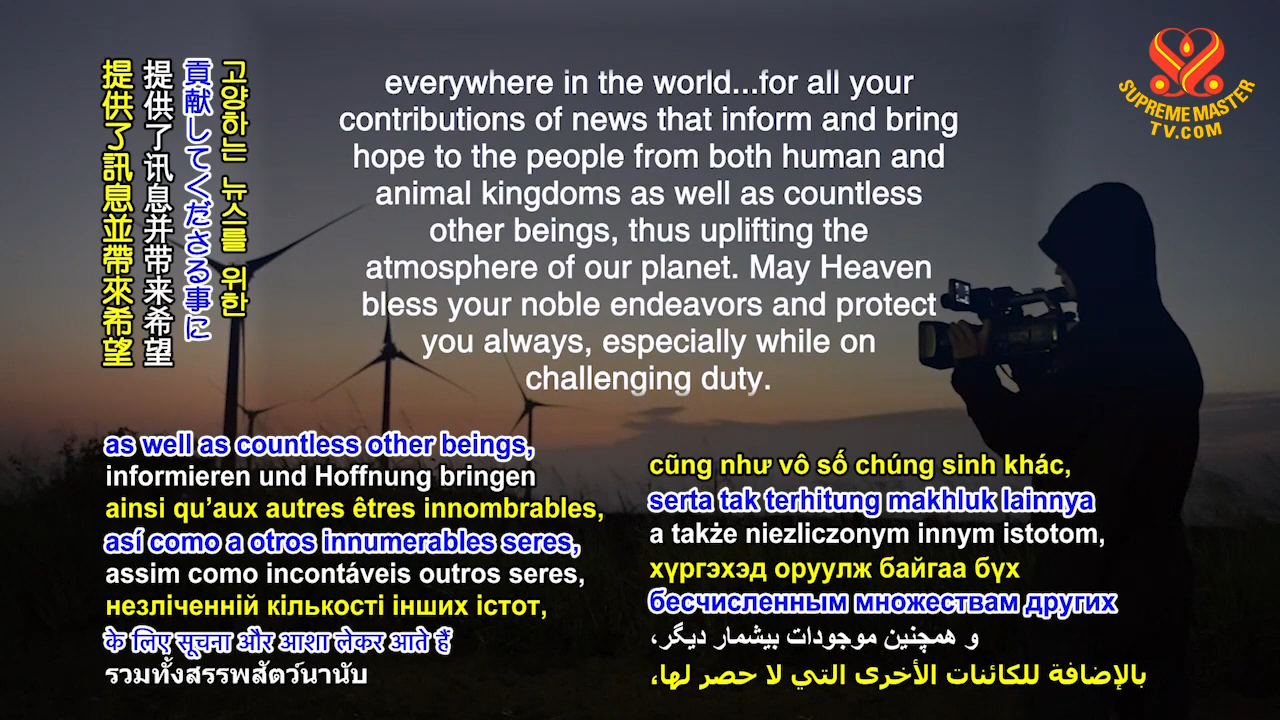 提供了訊息並帶來希望
提供了讯息并带来希望
貢献してくださる事に
고양하는 뉴스를 위한
everywhere in the world...for all your
contributions of news that inform and bring
hope to the people from both human and
animal kingdoms as well as countless
other beings, thus uplifting the
atmosphere of our planet. May Heaven
bless your noble endeavors and protect
you always, especially while on
challenging duty.
SUPREME MASTER
TV.COM
as well as countless other beings,
informieren und Hoffnung bringen
ainsi qu’aux autres êtres innombrables,
así como a otros innumerables seres,
assim como incontáveis outros seres,
незліченній кількості інших істот,
के लिए सूचना और आशा लेकर आते हैं
รวมทั้งสรรพสัตว์นานับ
cũng như vô số chúng sinh khác,
serta tak terhitung makhluk lainnya
a także niezliczonym innym istotom,
хүргэхэд оруулж байгаа бүх
бесчисленным множествам других
و همچنین موجودات بیشمار دیگر،
بالإضافة للكائنات الأخرى التي لا حصر لها،